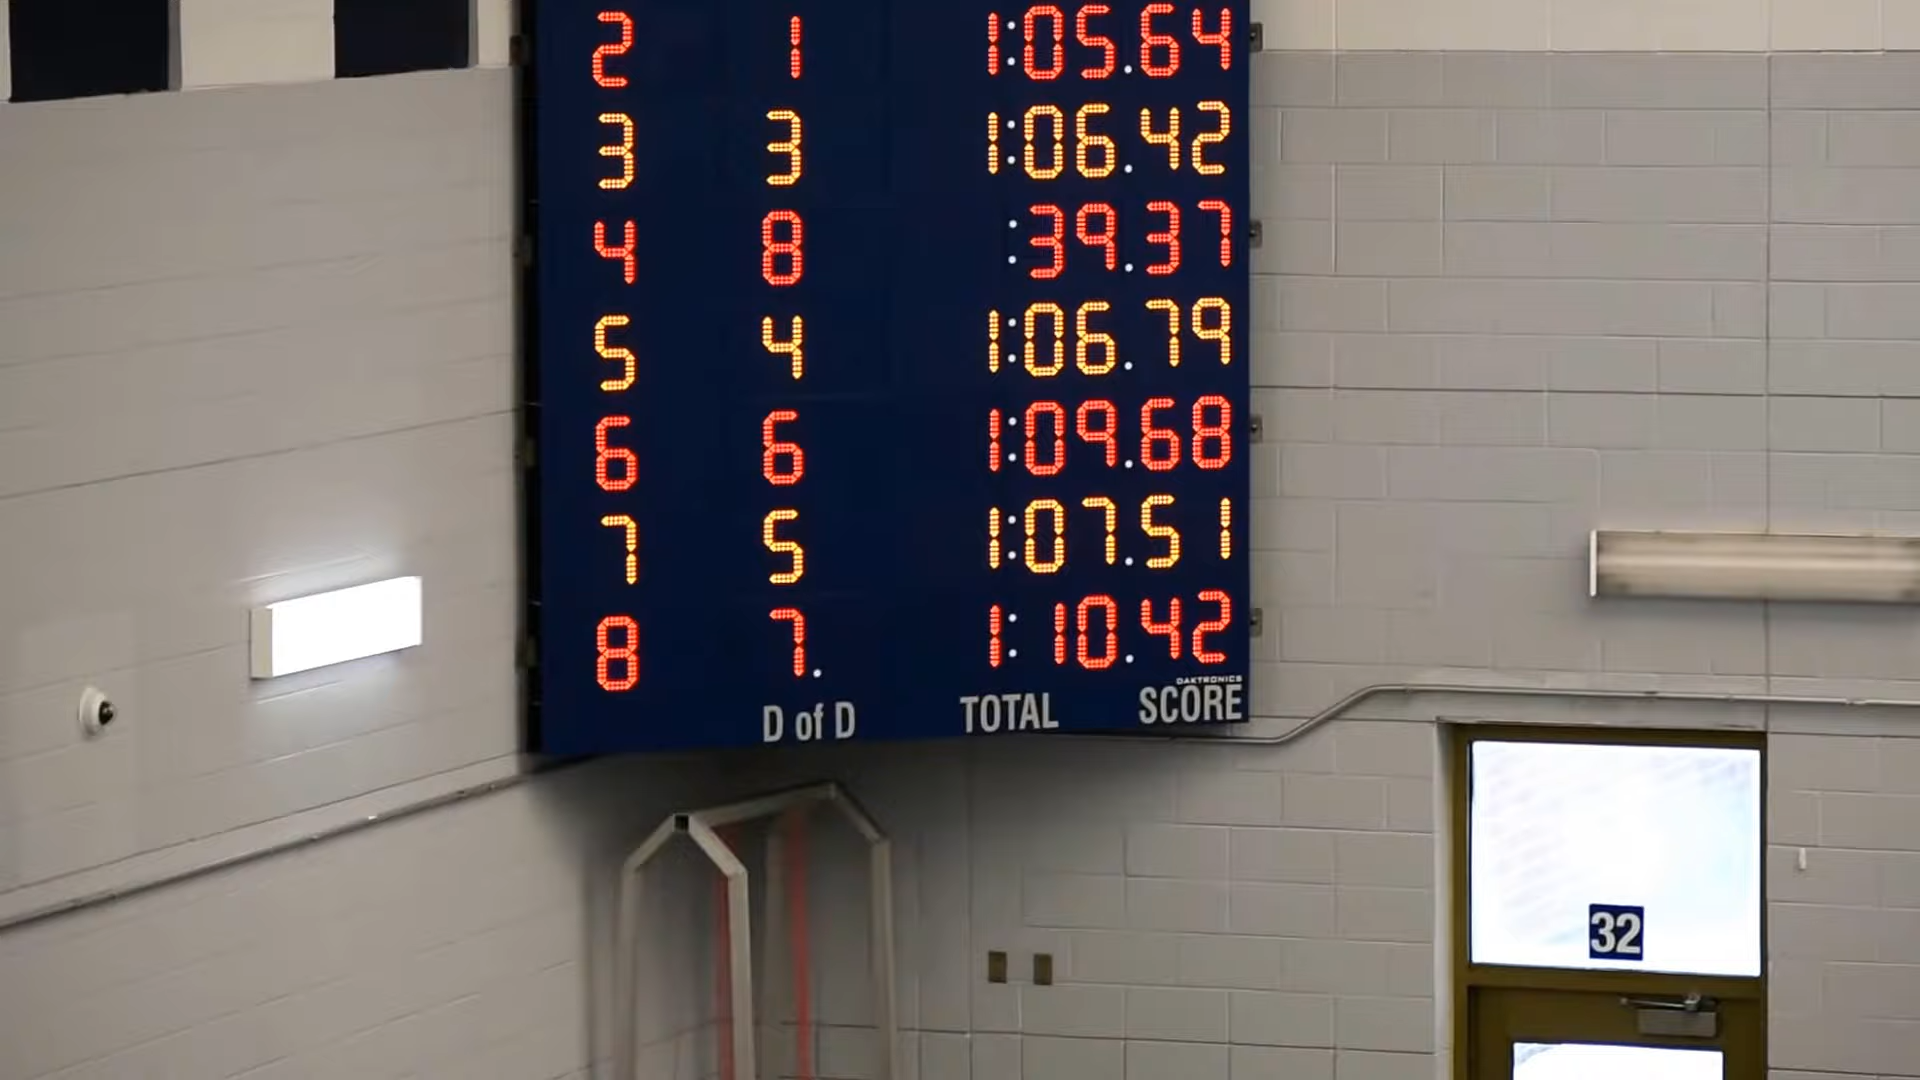 2 1 1:05.64
3 3 1:06.42
4 8 :39.37
5 4 1:06.79
6 6 1:09.68
7 5 1:07.51
8 7. 1:10.42
DAKTRONICS
D of D TOTAL SCORE
32